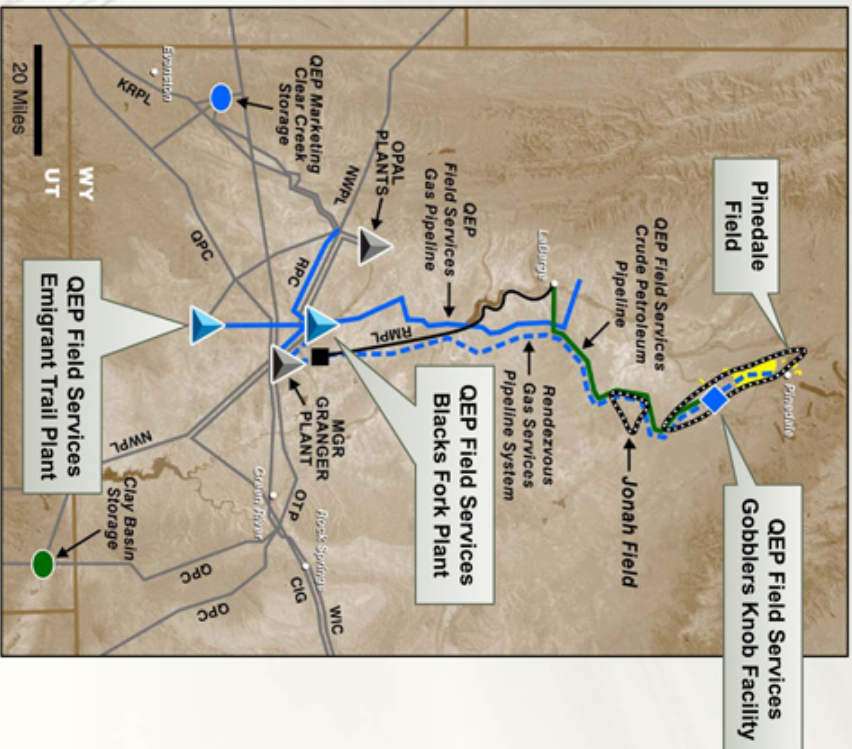 Pinedale
Field
Pinedale
QEP Field Services
Gobblers Knob Facility
QEP Field Services
Crude Petroleum
Pipeline
Jonah Field
LaBarge
Rendezvous
Gas Services
Pipeline System
QEP
Field Services
Gas Pipeline
QEP Field Services
Blacks Fork Plant
OPAL
PLANTS
NWPL
RMPL
RPC
MGR
GRANGER
PLANT
QEP Marketing
Clear Creek
Storage
Evanston
KRPL
QPC
OTP
Rock Springs
Green River
WIC
CIG
NWPL
QPC
QPC
QEP Field Services
Emigrant Trail Plant
Clay Basin
Storage
WY
UT
20 Miles